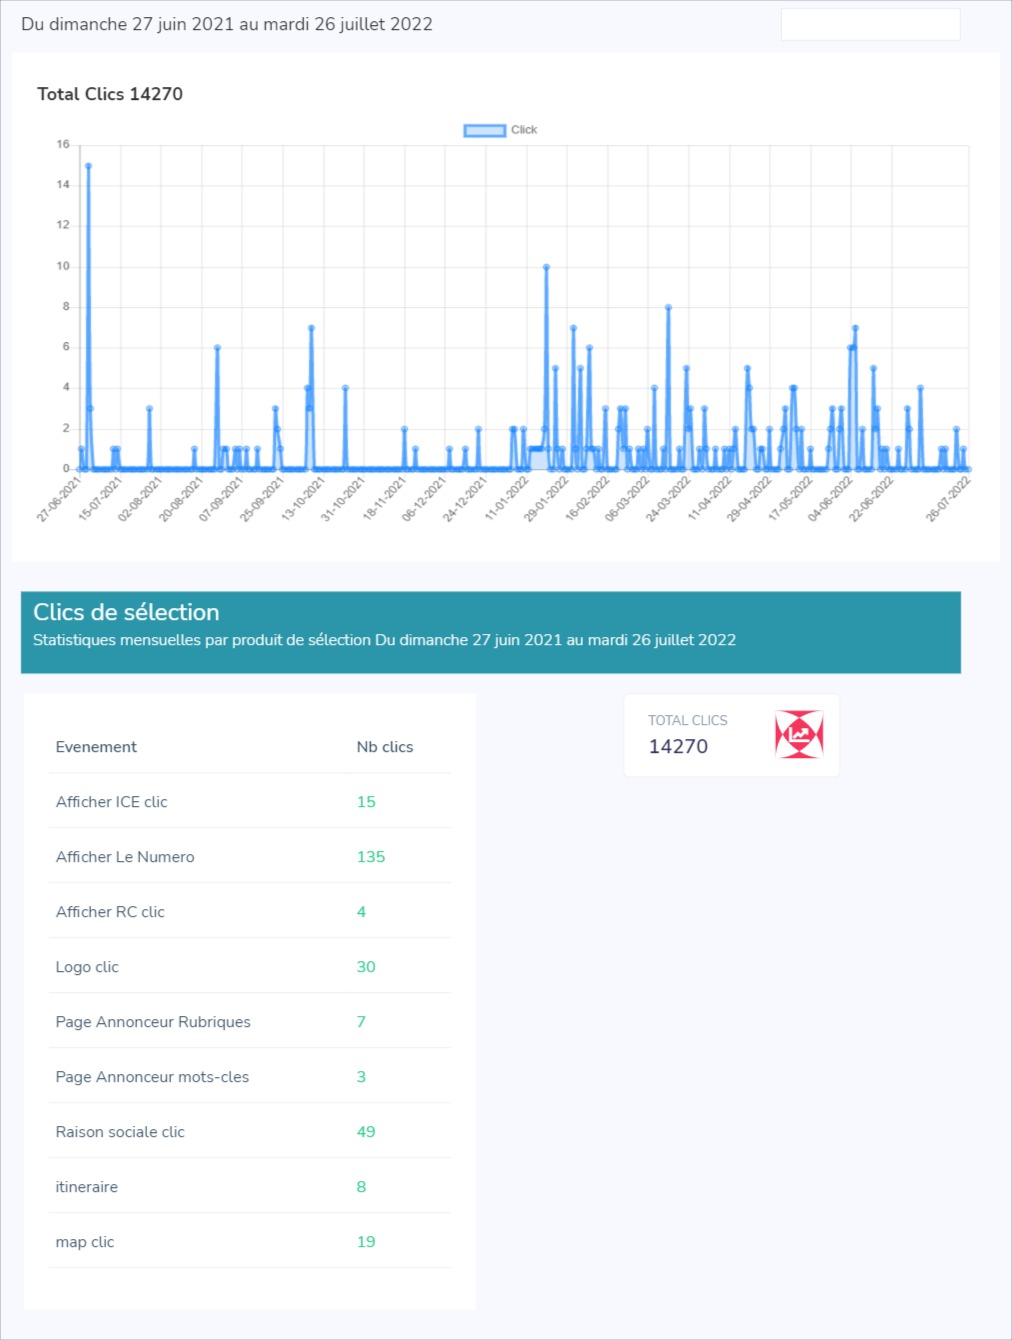 Du dimanche 27 juin 2021 au mardi 26 juillet 2022
Total Clics 14270
Click
16
14
12
10
8
6
4
2
0
27-06-2021
15-07-2021
02-08-2021
20-08-2021
07-09-2021
25-09-2021
13-10-2021
31-10-2021
18-11-2021
06-12-2021
24-12-2021
11-01-2022
29-01-2022
16-02-2022
06-03-2022
24-03-2022
11-04-2022
29-04-2022
17-05-2022
04-06-2022
22-06-2022
26-07-2022
Clics de sélection
Statistiques mensuelles par produit de sélection Du dimanche 27 juin 2021 au mardi 26 juillet 2022
TOTAL CLICS
14270
Evenement Nb clics
Afficher ICE clic 15
Afficher Le Numero 135
Afficher RC clic 4
Logo clic 30
Page Annonceur Rubriques 7
Page Annonceur mots-cles 3
Raison sociale clic 49
itineraire 8
map clic 19